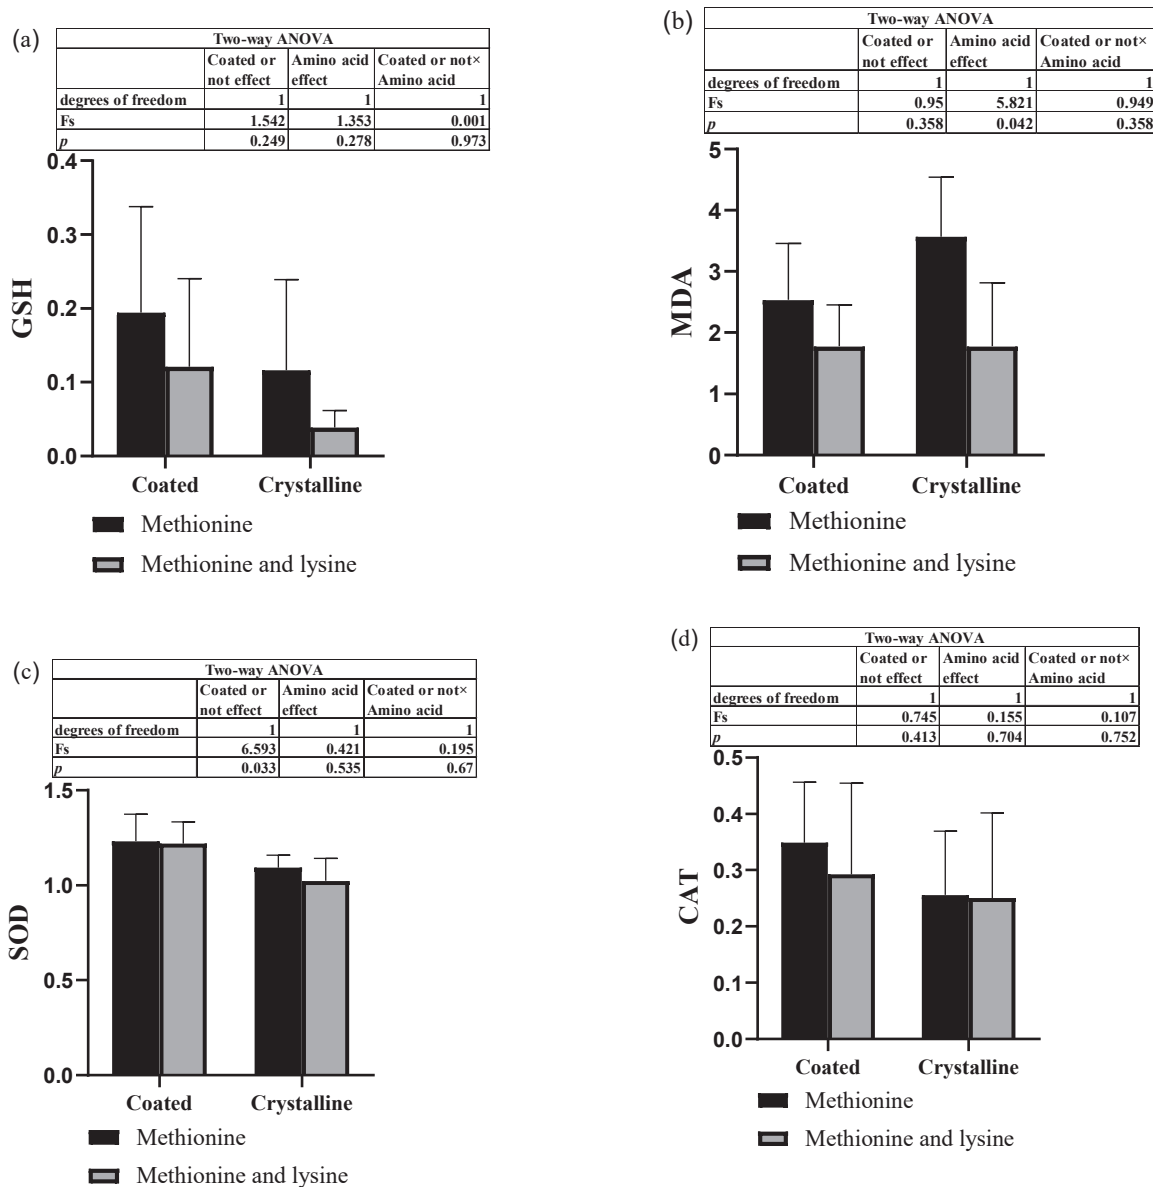 (a)
Two-way ANOVA
Coated or not effect Amino acid effect Coated or not× Amino acid
degrees of freedom 1 1 1
Fs 1.542 1.353 0.001
p 0.249 0.278 0.973
0.4
0.3
0.2
0.1
0.0
GSH
Coated Crystalline
Methionine
Methionine and lysine
(b)
Two-way ANOVA
Coated or not effect Amino acid effect Coated or not× Amino acid
degrees of freedom 1 1 1
Fs 0.95 5.821 0.949
p 0.358 0.042 0.358
5
4
3
2
1
0
MDA
Coated Crystalline
Methionine
Methionine and lysine
(c)
Two-way ANOVA
Coated or not effect Amino acid effect Coated or not× Amino acid
degrees of freedom 1 1 1
Fs 6.593 0.421 0.195
p 0.033 0.535 0.67
1.5
1.0
0.5
0.0
SOD
Coated Crystalline
Methionine
Methionine and lysine
(d)
Two-way ANOVA
Coated or not effect Amino acid effect Coated or not× Amino acid
degrees of freedom 1 1 1
Fs 0.745 0.155 0.107
p 0.413 0.704 0.752
0.5
0.4
0.3
0.2
0.1
0.0
CAT
Coated Crystalline
Methionine
Methionine and lysine